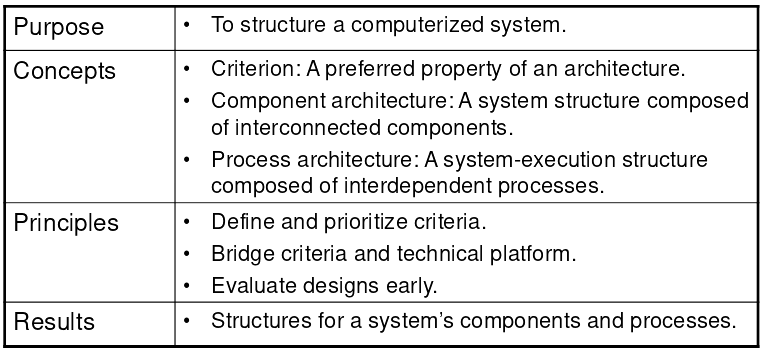 Purpose
• To structure a computerized system.
Concepts
• Criterion: A preferred property of an architecture.
• Component architecture: A system structure composed
of interconnected components.
• Process architecture: A system-execution structure
composed of interdependent processes.
Principles
• Define and prioritize criteria.
• Bridge criteria and technical platform.
• Evaluate designs early.
Results
• Structures for a system's components and processes.